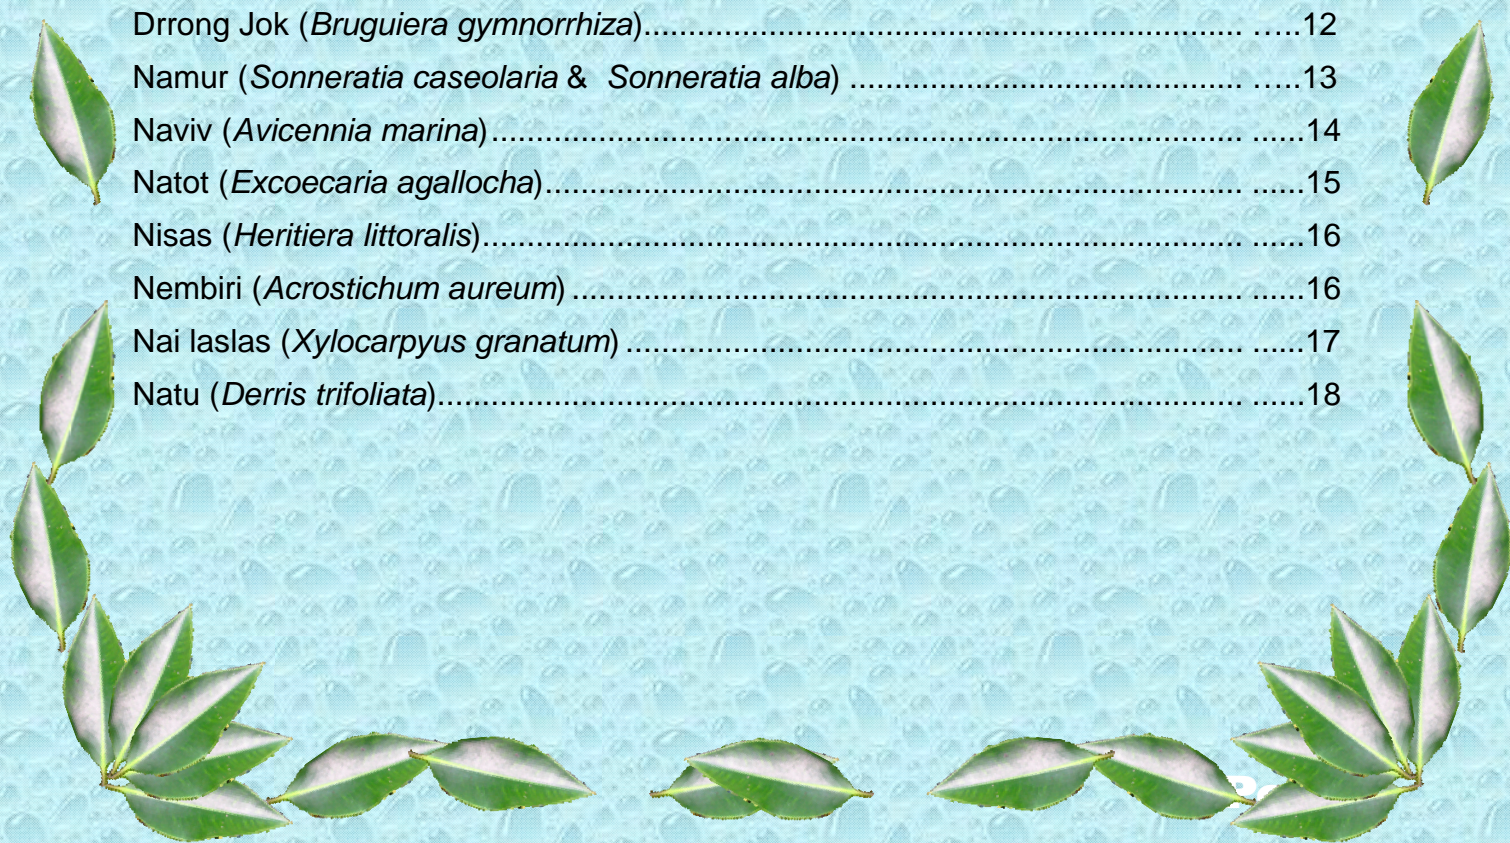 Drrong Jok (Bruguiera gymnorrhiza)...................................................................... …..12
Namur (Sonneratia caseolaria & Sonneratia alba) .............................................. …..13
Naviv (Avicennia marina)....................................................................................... ......14
Natot (Excoecaria agallocha)................................................................................. ......15
Nisas (Heritiera littoralis)........................................................................................ ......16
Nembiri (Acrostichum aureum) .............................................................................. ......16
Nai laslas (Xylocarpyus granatum) ........................................................................ ......17
Natu (Derris trifoliata)............................................................................................. ......18